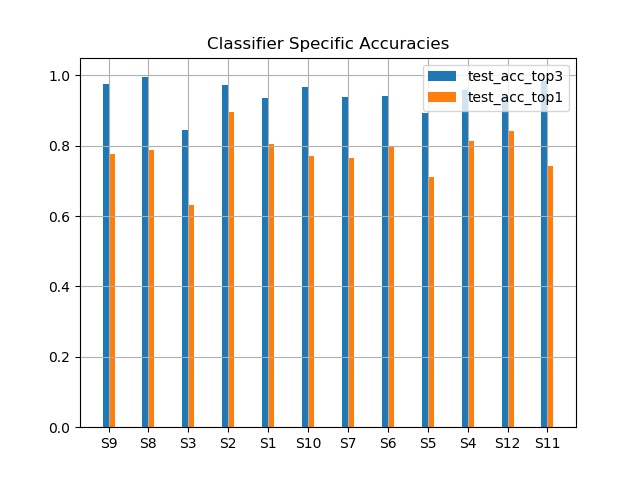 Classifier Specific Accuracies
test_acc_top3
test_acc_top1
1.0
0.8
0.6
0.4
0.2
0.0
S9 S8 S3 S2 S1 S10 S7 S6 S5 S4 S12 S11